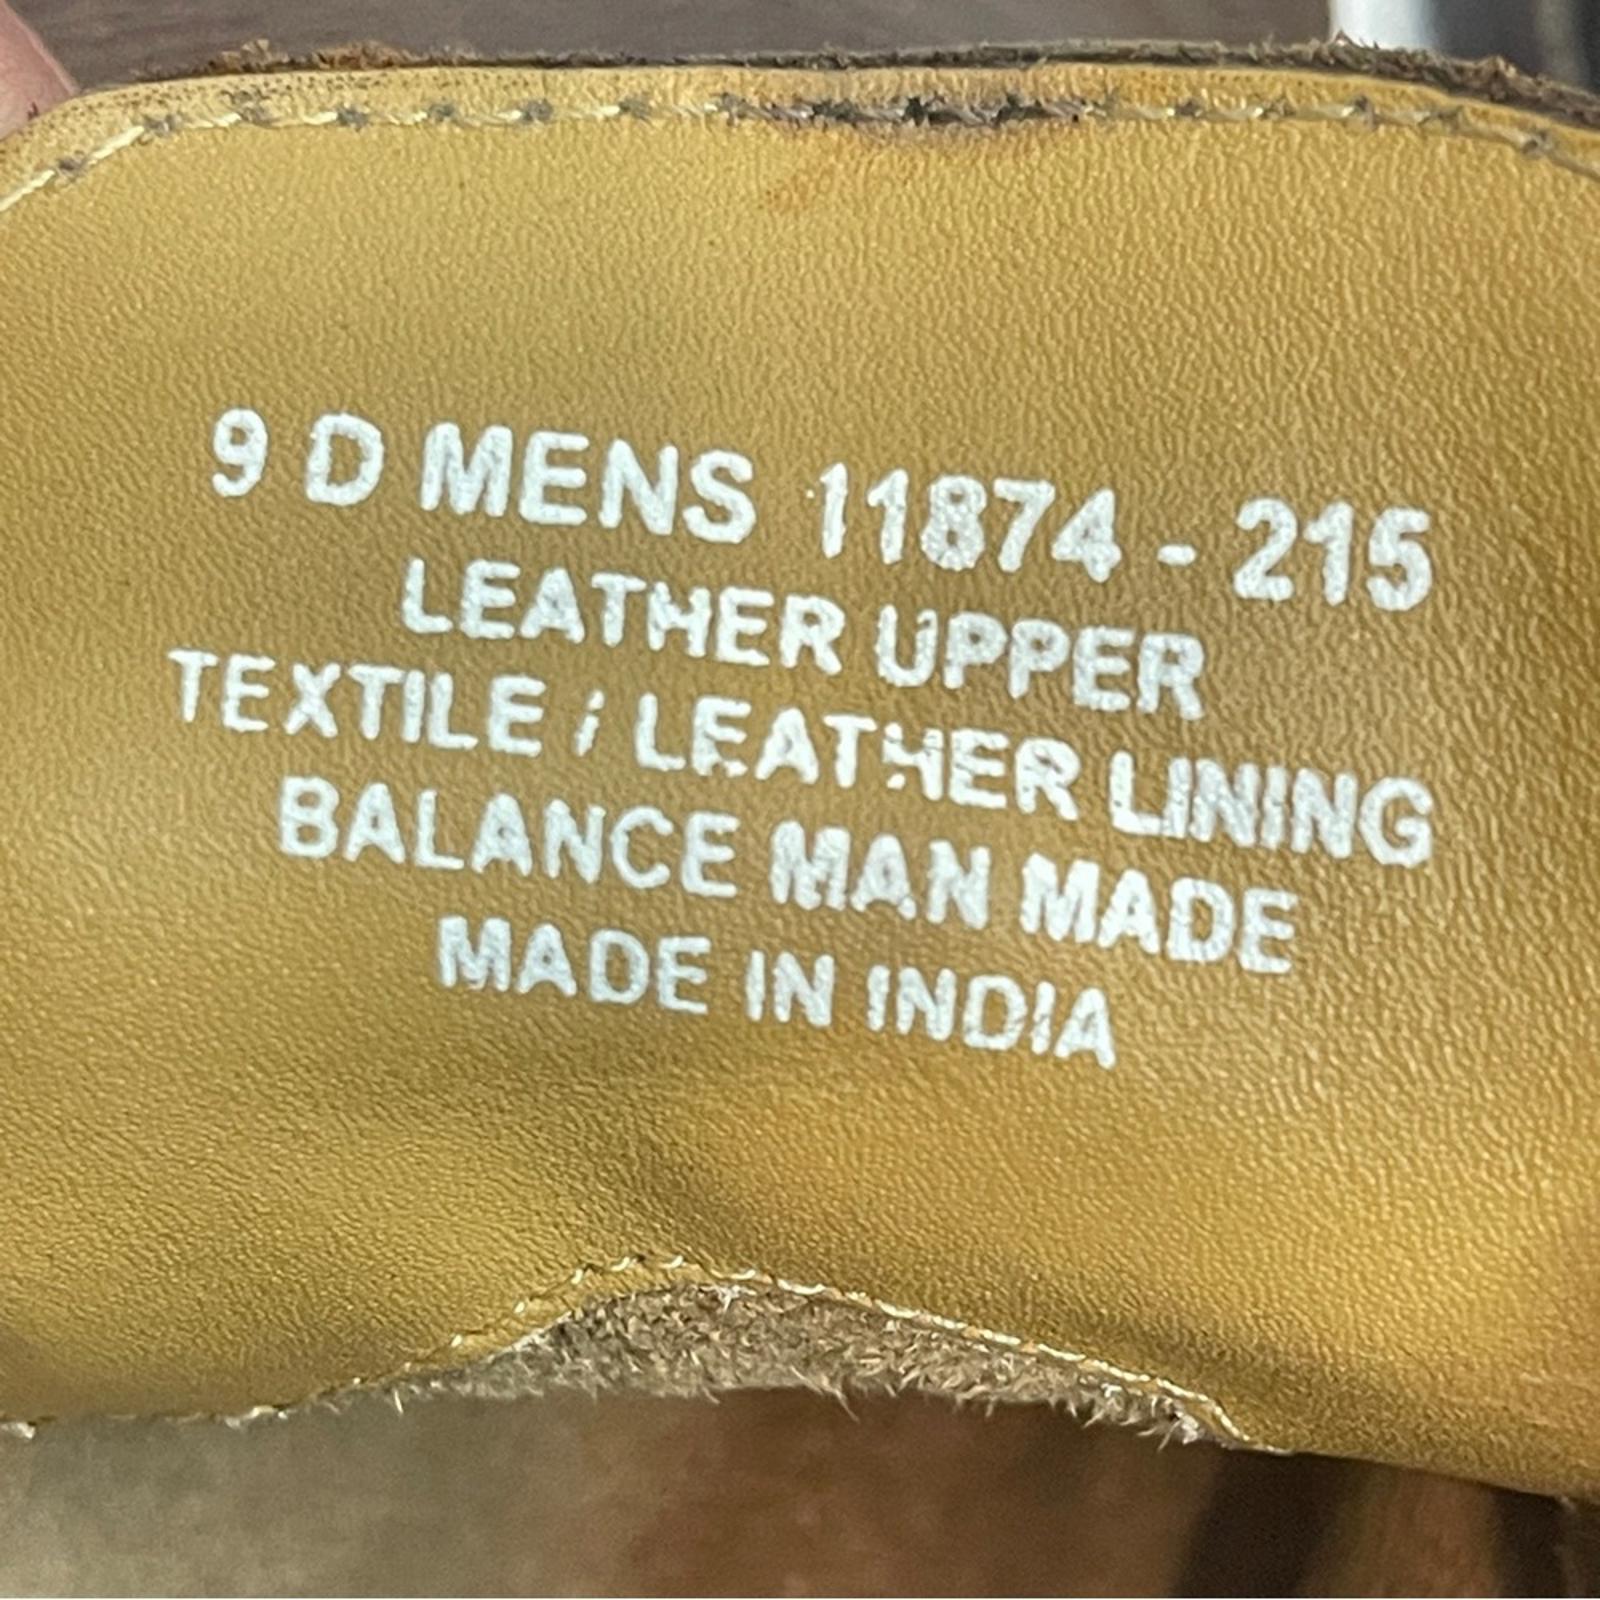 9 D MENS 11874 - 215
LEATHER UPPER
TEXTILE / LEATHER LINING
BALANCE MAN MADE
MADE IN INDIA